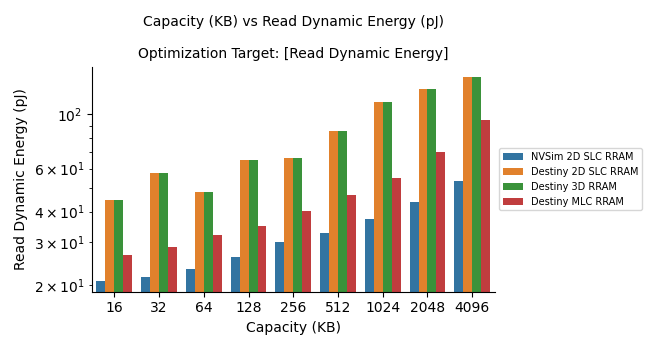 Capacity (KB) vs Read Dynamic Energy (pJ)
Optimization Target: [Read Dynamic Energy]
Read Dynamic Energy (pJ)
10²
6 × 10¹
4 × 10¹
3 × 10¹
2 × 10¹
16 32 64 128 256 512 1024 2048 4096
Capacity (KB)
NVSim 2D SLC RRAM
Destiny 2D SLC RRAM
Destiny 3D RRAM
Destiny MLC RRAM